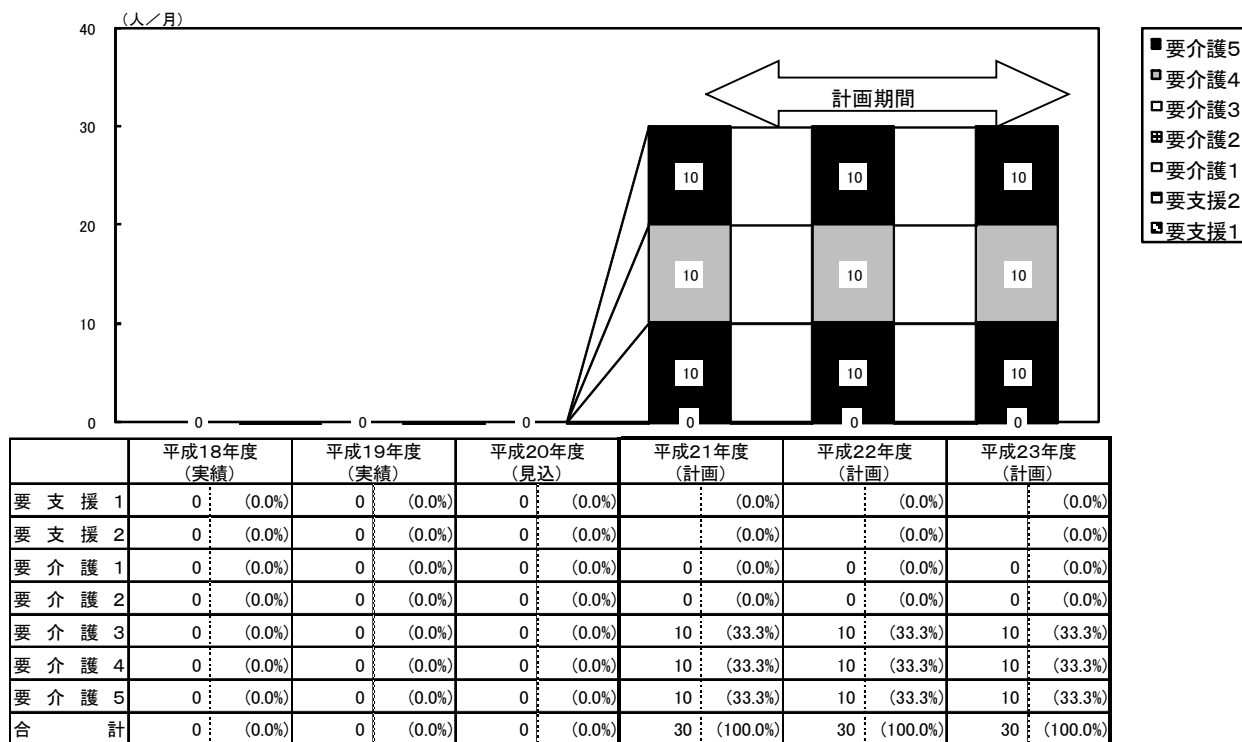 （人／月）
40
30
20
10
0
計画期間
10 10 10
10 10 10
10 10 10
0 0 0 0 0 0
要介護5
要介護4
要介護3
要介護2
要介護1
要支援2
要支援1
平成18年度 平成19年度 平成20年度 平成21年度 平成22年度 平成23年度
（実績） （実績） （見込） （計画） （計画） （計画）
要支援1 0 (0.0%) 0 (0.0%) 0 (0.0%) (0.0%) (0.0%) (0.0%)
要支援2 0 (0.0%) 0 (0.0%) 0 (0.0%) (0.0%) (0.0%) (0.0%)
要介護1 0 (0.0%) 0 (0.0%) 0 (0.0%) 0 (0.0%) 0 (0.0%) 0 (0.0%)
要介護2 0 (0.0%) 0 (0.0%) 0 (0.0%) 0 (0.0%) 0 (0.0%) 0 (0.0%)
要介護3 0 (0.0%) 0 (0.0%) 0 (0.0%) 10 (33.3%) 10 (33.3%) 10 (33.3%)
要介護4 0 (0.0%) 0 (0.0%) 0 (0.0%) 10 (33.3%) 10 (33.3%) 10 (33.3%)
要介護5 0 (0.0%) 0 (0.0%) 0 (0.0%) 10 (33.3%) 10 (33.3%) 10 (33.3%)
合計 0 (0.0%) 0 (0.0%) 0 (0.0%) 30 (100.0%) 30 (100.0%) 30 (100.0%)